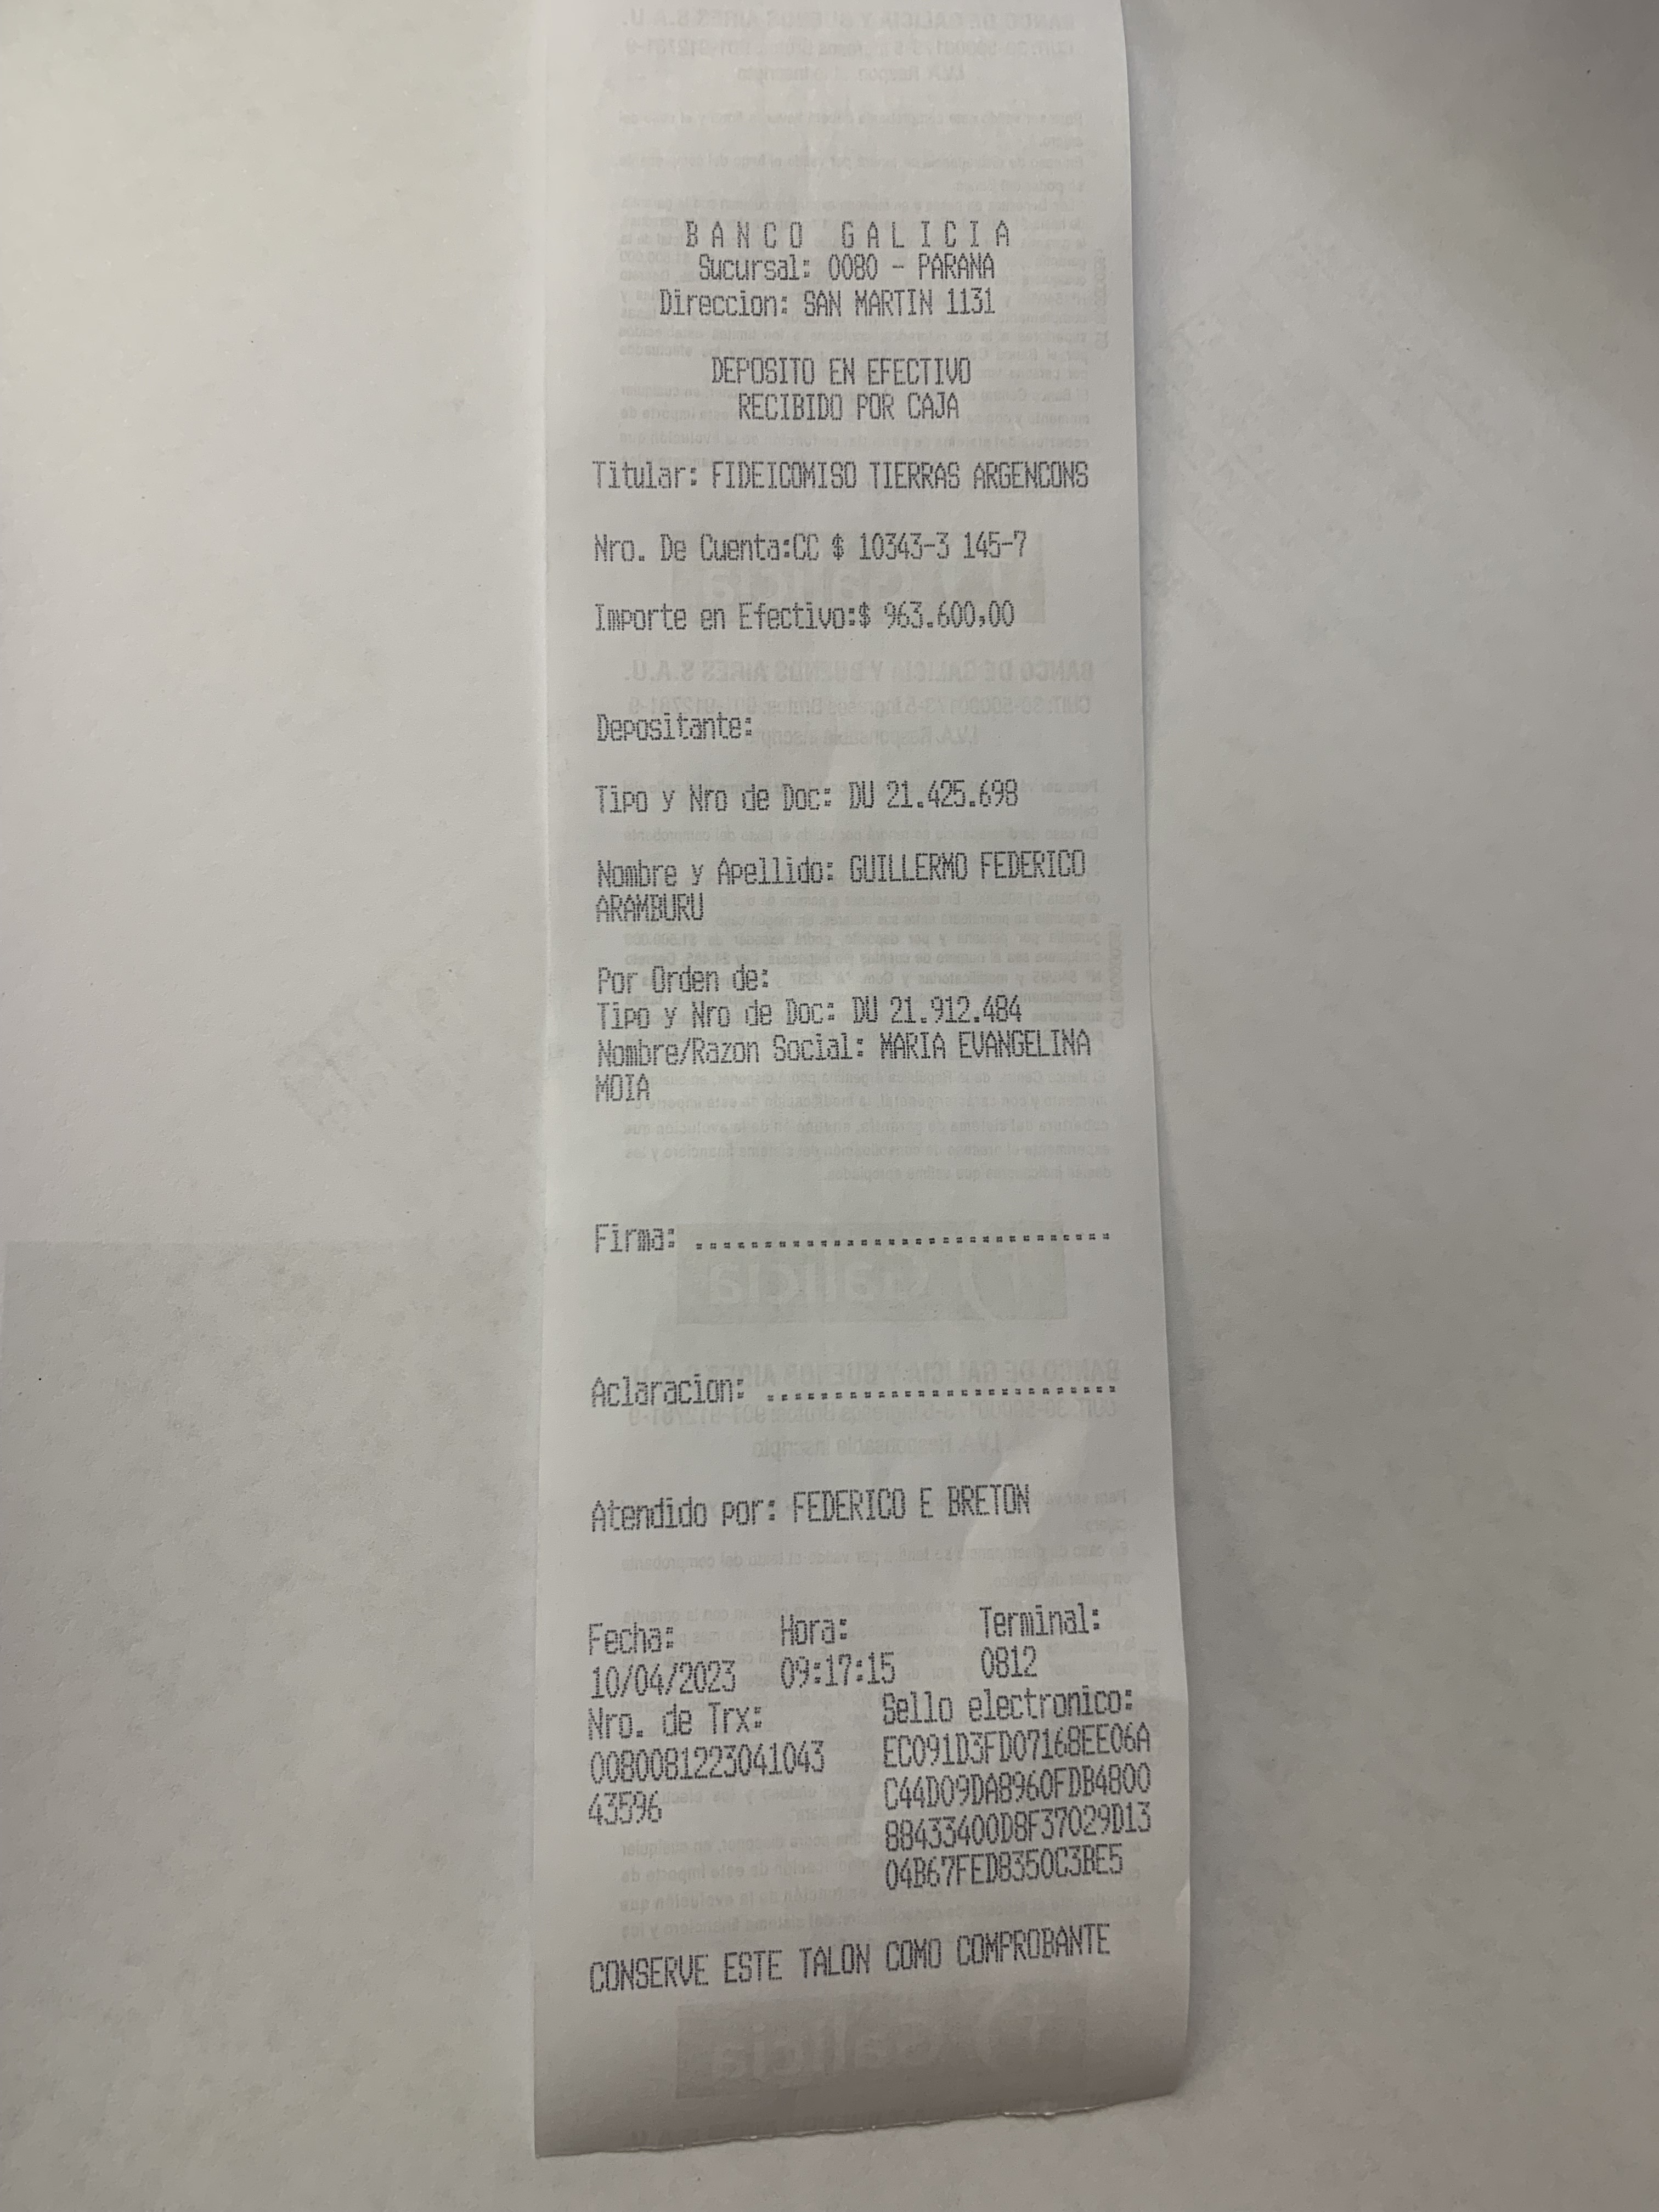 BANCO GALICIA
Sucursal: 0080 - PARANA
Direccion: SAN MARTIN 1131
DEPOSITO EN EFECTIVO
RECIBIDO POR CAJA
Titular: FIDEICOMISO TIERRAS ARGENCONS
Nro. De Cuenta:CC $ 10343-3 145-7
Importe en Efectivo:$ 963.600,00
Depositante:
Tipo y Nro de Doc: DU 21.425.698
Nombre y Apellido: GUILLERMO FEDERICO
ARAMBURU
Por Orden de:
Tipo y Nro de Doc: DU 21.912.484
Nombre/Razon Social: MARIA EVANGELINA
MOIA
Firma: ..............................
Aclaracion: .........................
Atendido por: FEDERICO E BRETON
Fecha: Hora: Terminal:
10/04/2023 09:17:15 0812
Nro. de Trx: Sello electronico:
0080081223041043 EC091D3FD07168EE06A
43596 C44D09DA8960FDB4800
88433400D8F37029D13
04B67FED8350C3BE5
CONSERVE ESTE TALON COMO COMPROBANTE